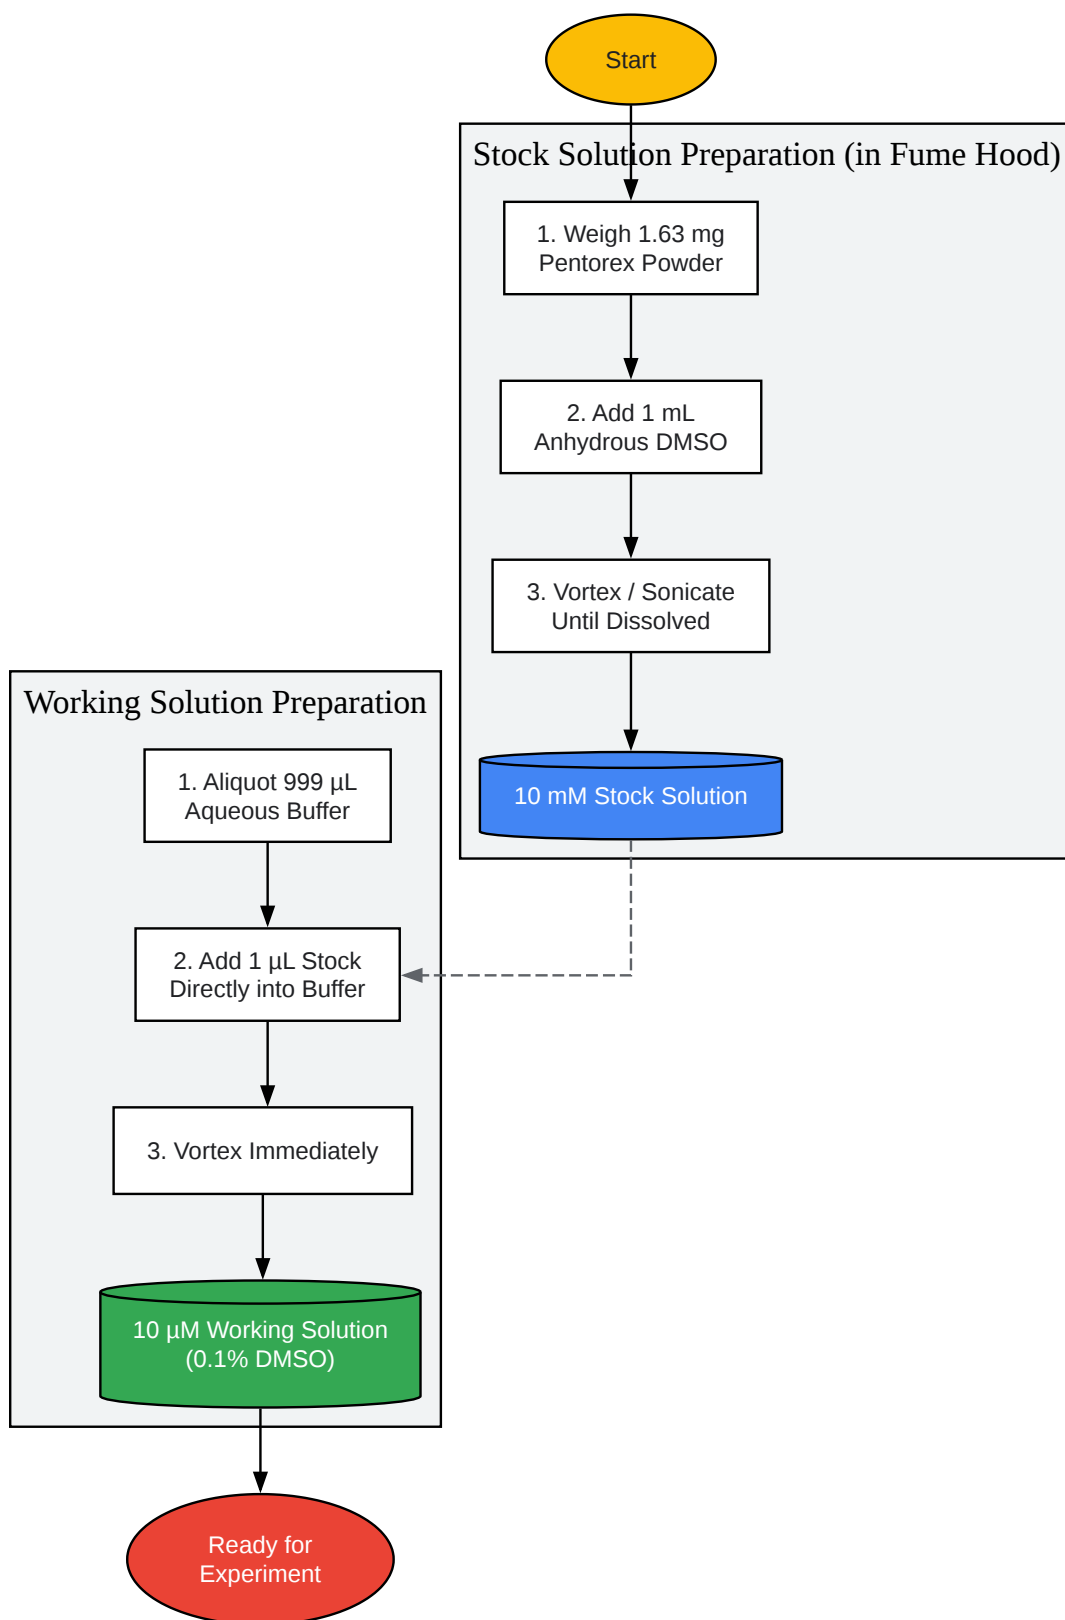 Start
Stock Solution Preparation (in Fume Hood)
1. Weigh 1.63 mg
Pentorex Powder
2. Add 1 mL
Anhydrous DMSO
3. Vortex / Sonicate
Until Dissolved
10 mM Stock Solution
Working Solution Preparation
1. Aliquot 999 µL
Aqueous Buffer
2. Add 1 µL Stock
Directly into Buffer
3. Vortex Immediately
10 µM Working Solution
(0.1% DMSO)
Ready for
Experiment